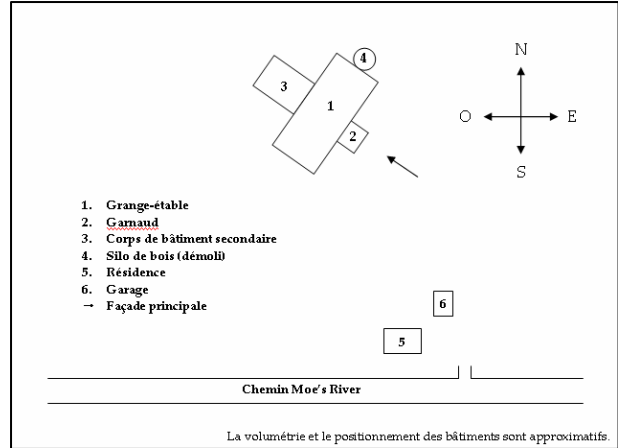 4
N
3
1
O
E
2
S
1. Grange-étable
2. Garnaud
3. Corps de bâtiment secondaire
4. Silo de bois (démoli)
5. Résidence
6. Garage
→ Façade principale
6
5
Chemin Moe's River
La volumétrie et le positionnement des bâtiments sont approximatifs.